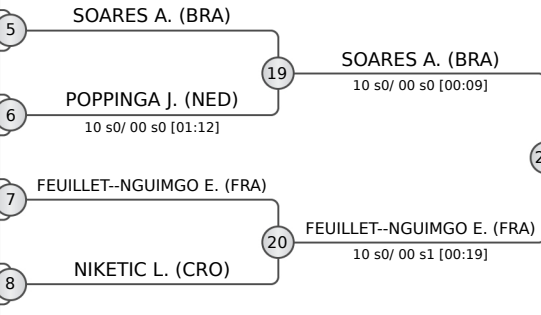 SOARES A. (BRA)
5
19
SOARES A. (BRA)
10 s0/ 00 s0 [00:09]
POPPINGA J. (NED)
6
10 s0/ 00 s0 [01:12]
FEUILLET--NGUIMGO E. (FRA)
7
20
FEUILLET--NGUIMGO E. (FRA)
10 s0/ 00 s1 [00:19]
NIKETIC L. (CRO)
8